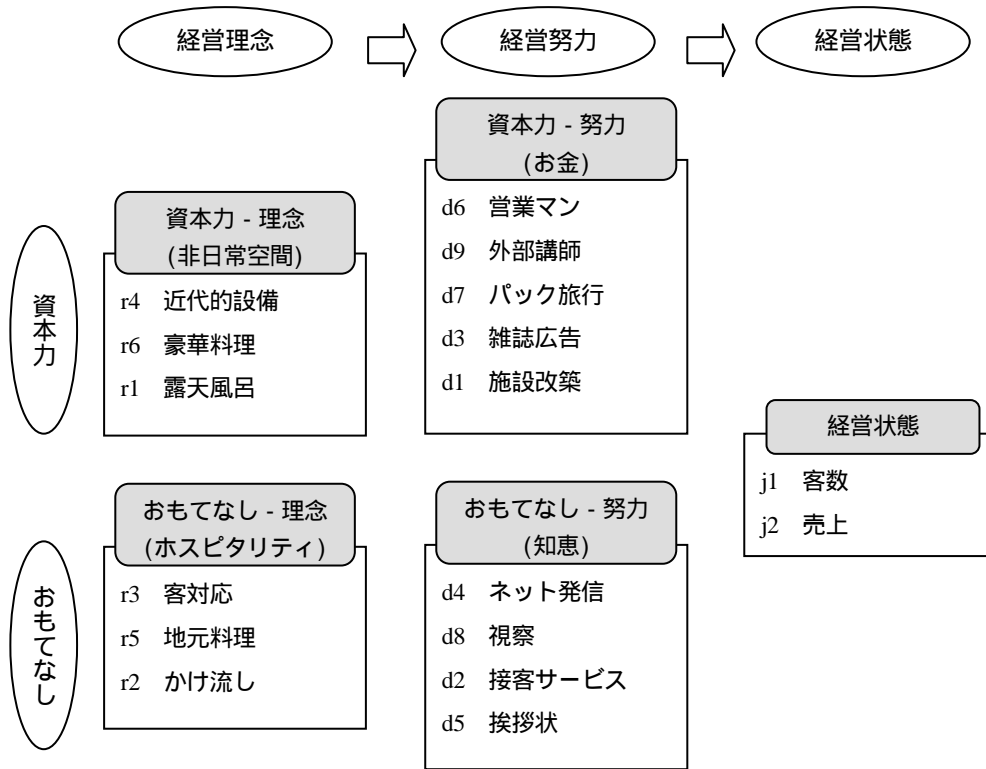 経営理念
経営努力
経営状態
資本力 - 努力
(お金)
d6 営業マン
d9 外部講師
d7 パック旅行
d3 雑誌広告
d1 施設改築
資本力 - 理念
(非日常空間)
r4 近代的設備
r6 豪華料理
r1 露天風呂
資本力
経営状態
j1 客数
j2 売上
おもてなし - 理念
(ホスピタリティ)
r3 客対応
r5 地元料理
r2 かけ流し
おもてなし - 努力
(知恵)
d4 ネット発信
d8 視察
d2 接客サービス
d5 挨拶状
おもてなし